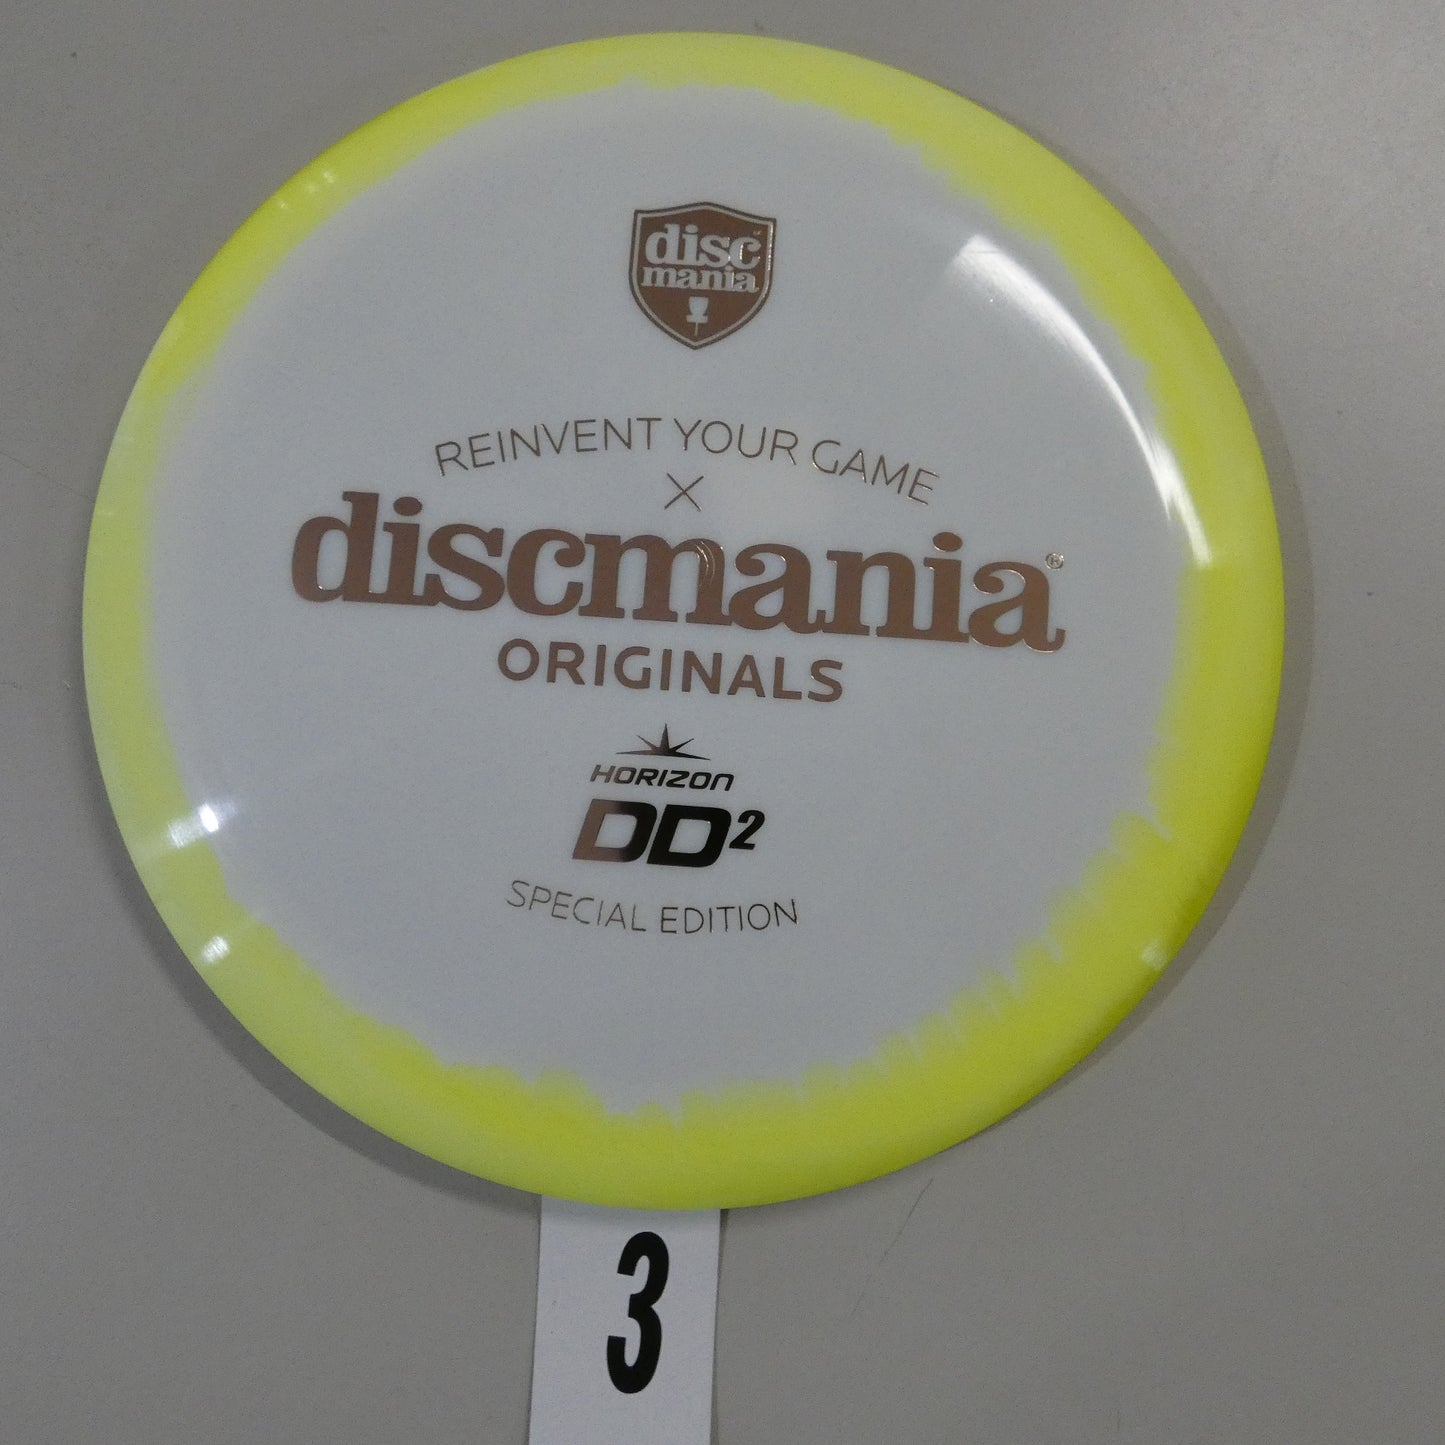 disc
mania
REINVENT YOUR GAME
X
discmania®
ORIGINALS
HORIZON
DD²
SPECIAL EDITION
3